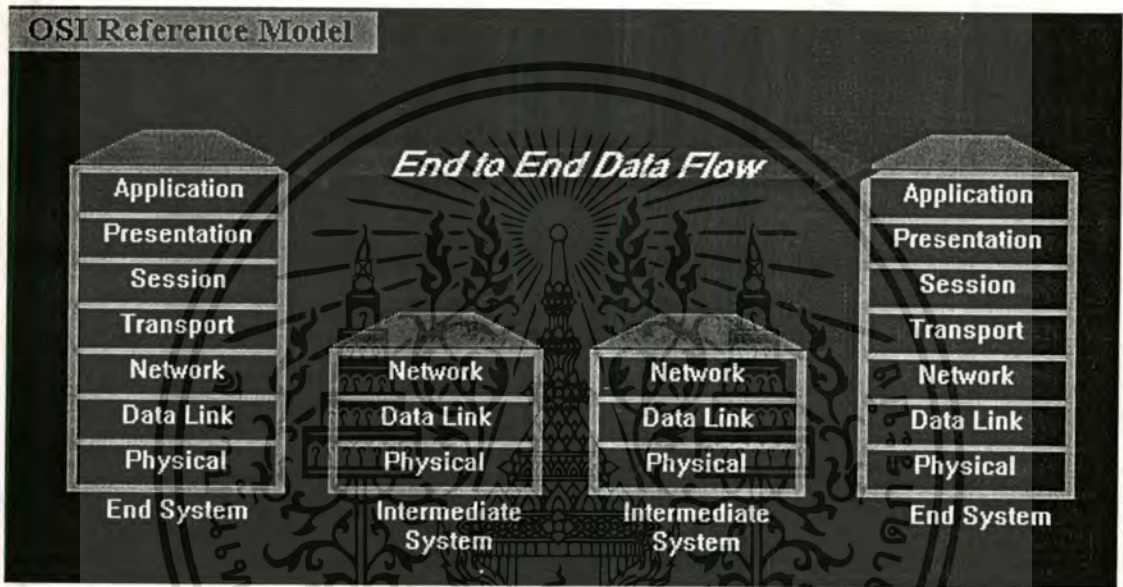 OSI Reference Model
End to End Data Flow
Application
Presentation
Session
Transport
Network
Data Link
Physical
End System
Network
Data Link
Physical
Intermediate
System
Network
Data Link
Physical
Intermediate
System
Application
Presentation
Session
Transport
Network
Data Link
Physical
End System